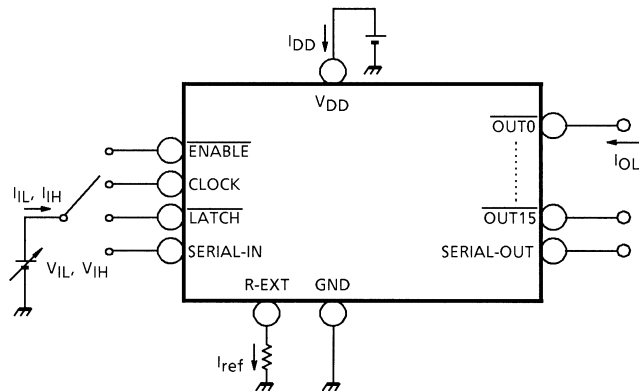 IDD
VDD
ENABLE
CLOCK
LATCH
SERIAL-IN
IIL, IIH
VIL, VIH
OUT0
IOL
OUT15
SERIAL-OUT
R-EXT
GND
Iref